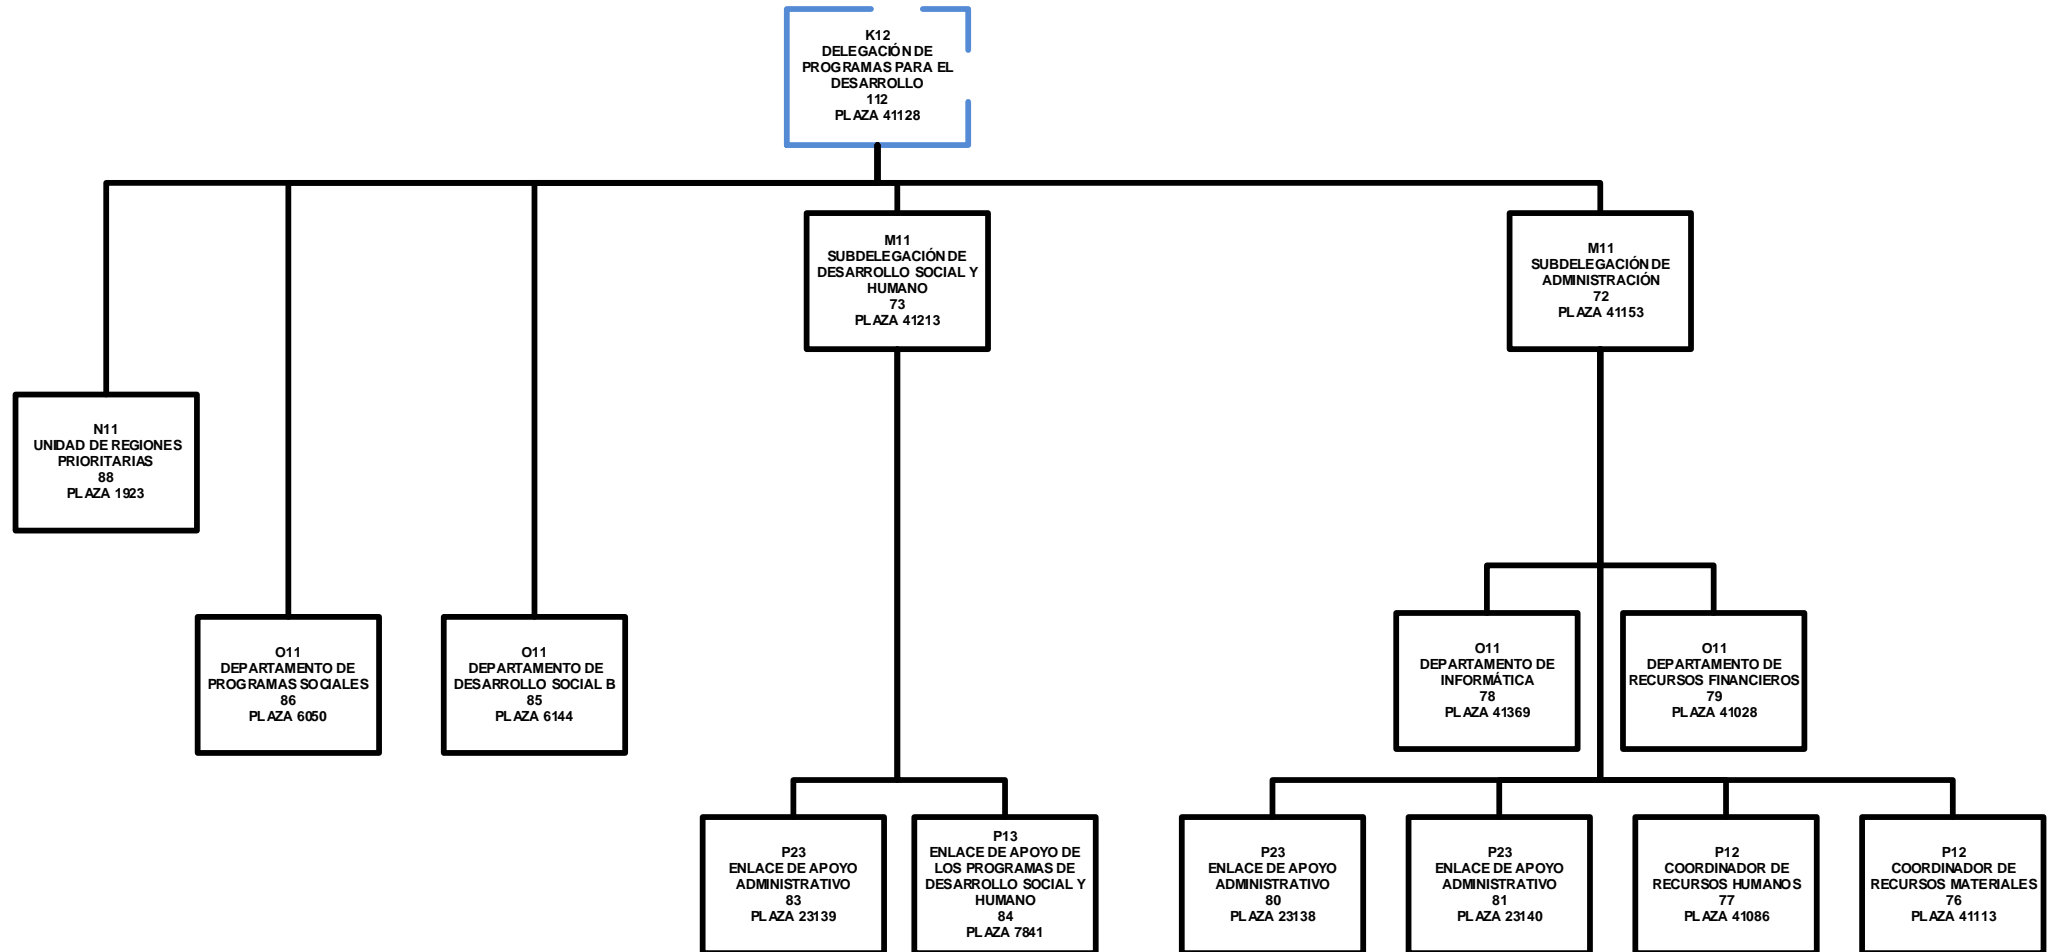 K12
DELEGACIÓN DE
PROGRAMAS PARA EL
DESARROLLO
112
PLAZA 41128
M11
SUBDELEGACIÓN DE
DESARROLLO SOCIAL Y
HUMANO
73
PLAZA 41213
M11
SUBDELEGACIÓN DE
ADMINISTRACIÓN
72
PLAZA 41153
N11
UNIDAD DE REGIONES
PRIORITARIAS
88
PLAZA 1923
O11
DEPARTAMENTO DE
PROGRAMAS SOCIALES
86
PLAZA 6050
O11
DEPARTAMENTO DE
DESARROLLO SOCIAL B
85
PLAZA 6144
O11
DEPARTAMENTO DE
INFORMÁTICA
78
PLAZA 41369
O11
DEPARTAMENTO DE
RECURSOS FINANCIEROS
79
PLAZA 41028
P23
ENLACE DE APOYO
ADMINISTRATIVO
83
PLAZA 23139
P13
ENLACE DE APOYO DE
LOS PROGRAMAS DE
DESARROLLO SOCIAL Y
HUMANO
84
PLAZA 7841
P23
ENLACE DE APOYO
ADMINISTRATIVO
80
PLAZA 23138
P23
ENLACE DE APOYO
ADMINISTRATIVO
81
PLAZA 23140
P12
COORDINADOR DE
RECURSOS HUMANOS
77
PLAZA 41086
P12
COORDINADOR DE
RECURSOS MATERIALES
76
PLAZA 41113